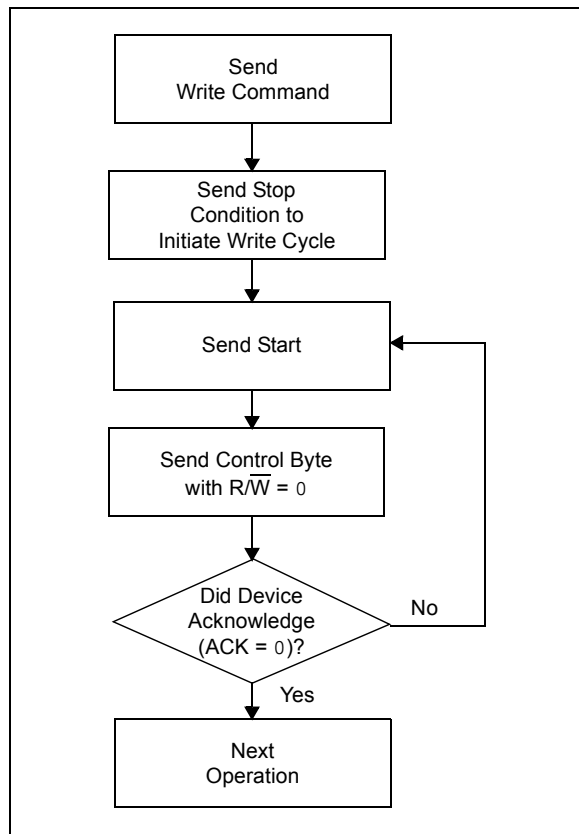 Send
Write Command
Send Stop
Condition to
Initiate Write Cycle
Send Start
Send Control Byte
with R/W̅ = 0
Did Device
Acknowledge
(ACK = 0)?
No
Yes
Next
Operation